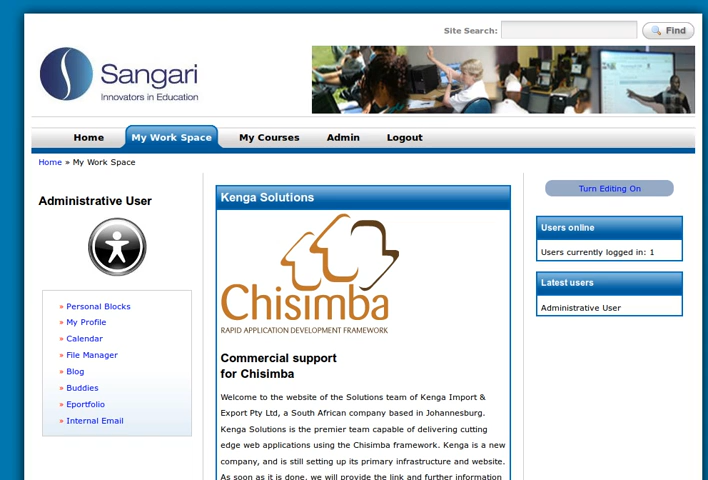 Site Search:
Find
Sangari
Innovators in Education
Home
My Work Space
My Courses
Admin
Logout
Home » My Work Space
Administrative User
» Personal Blocks
» My Profile
» Calendar
» File Manager
» Blog
» Buddies
» Eportfolio
» Internal Email
Kenga Solutions
Chisimba
RAPID APPLICATION DEVELOPMENT FRAMEWORK
Commercial support
for Chisimba
Welcome to the website of the Solutions team of Kenga Import &
Export Pty Ltd, a South African company based in Johannesburg.
Kenga Solutions is the premier team capable of delivering cutting
edge web applications using the Chisimba framework. Kenga is a new
company, and is still setting up its primary infrastructure and website.
As soon as it is done, we will provide the link and further information
Turn Editing On
Users online
Users currently logged in: 1
Latest users
Administrative User